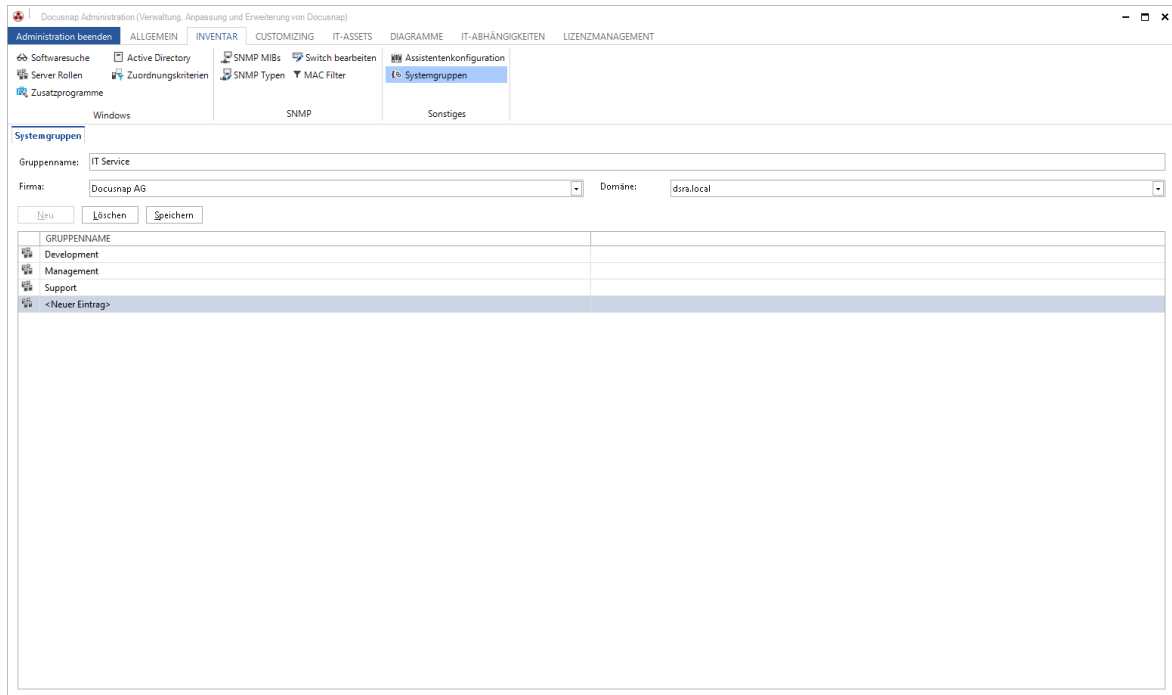 Docusnap Administration (Verwaltung, Anpassung und Erweiterung von Docusnap)
Administration beenden ALLGEMEIN INVENTAR CUSTOMIZING IT-ASSETS DIAGRAMME IT-ABHÄNGIGKEITEN LIZENZMANAGEMENT
Softwaresuche Active Directory SNMP MIBs Switch bearbeiten Assistentenkonfiguration
Server Rollen Zuordnungskriterien SNMP Typen MAC Filter Systemgruppen
Zusatzprogramme
Windows SNMP Sonstiges
Systemgruppen
Gruppenname: IT Service
Firma: Docusnap AG Domäne: dsra.local
Neu Löschen Speichern
GRUPPENNAME
Development
Management
Support
<Neuer Eintrag>